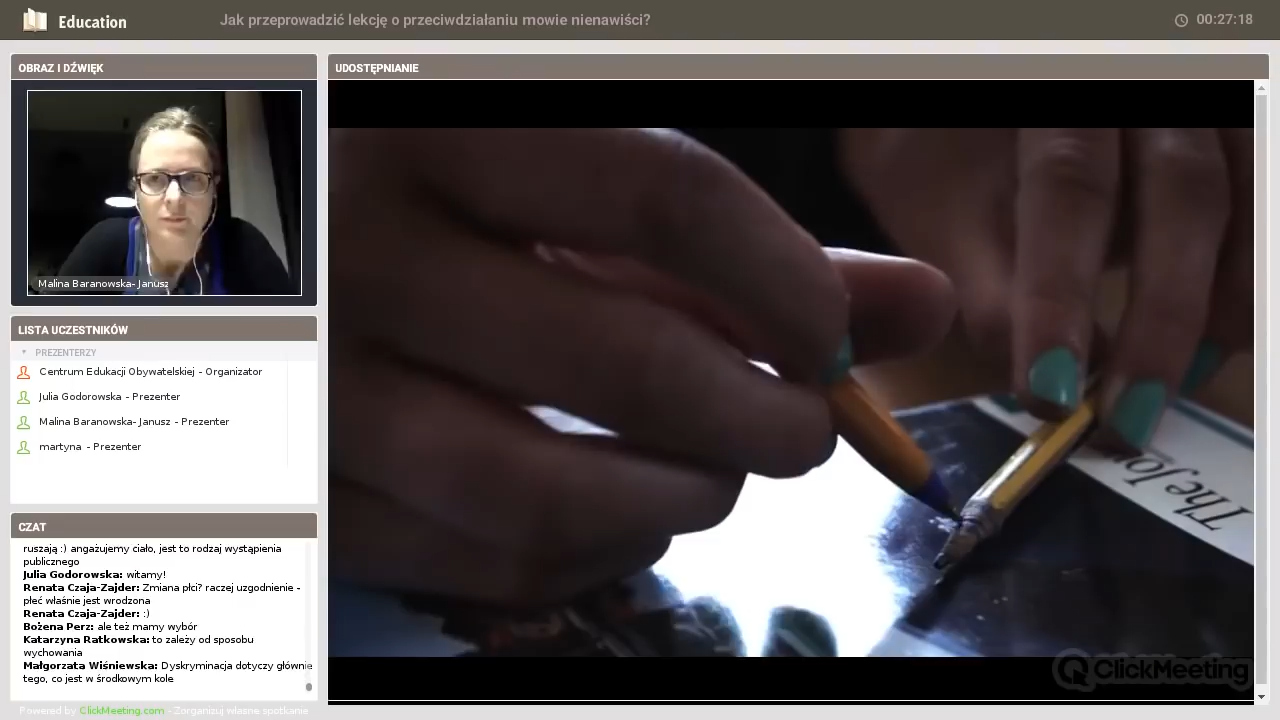 Education
Jak przeprowadzić lekcję o przeciwdziałaniu mowie nienawiści?
00:27:18
OBRAZ I DŹWIĘK
Malina Baranowska- Janusz
LISTA UCZESTNIKÓW
PREZENTERZY
Centrum Edukacji Obywatelskiej - Organizator
Julia Godorowska - Prezenter
Malina Baranowska- Janusz - Prezenter
martyna - Prezenter
CZAT
ruszają :) angażujemy ciało, jest to rodzaj wystąpienia
publicznego
Julia Godorowska: witamy!
Renata Czaja-Zajder: Zmiana płci? raczej uzgodnienie -
płeć właśnie jest wrodzona
Renata Czaja-Zajder: :)
Bożena Perz: ale też mamy wybór
Katarzyna Ratkowska: to zależy od sposobu
wychowania
Małgorzata Wiśniewska: Dyskryminacja dotyczy głównie
tego, co jest w środkowym kole
Powered by ClickMeeting.com - Zorganizuj własne spotkanie
UDOSTĘPNIANIE
The
ClickMeeting